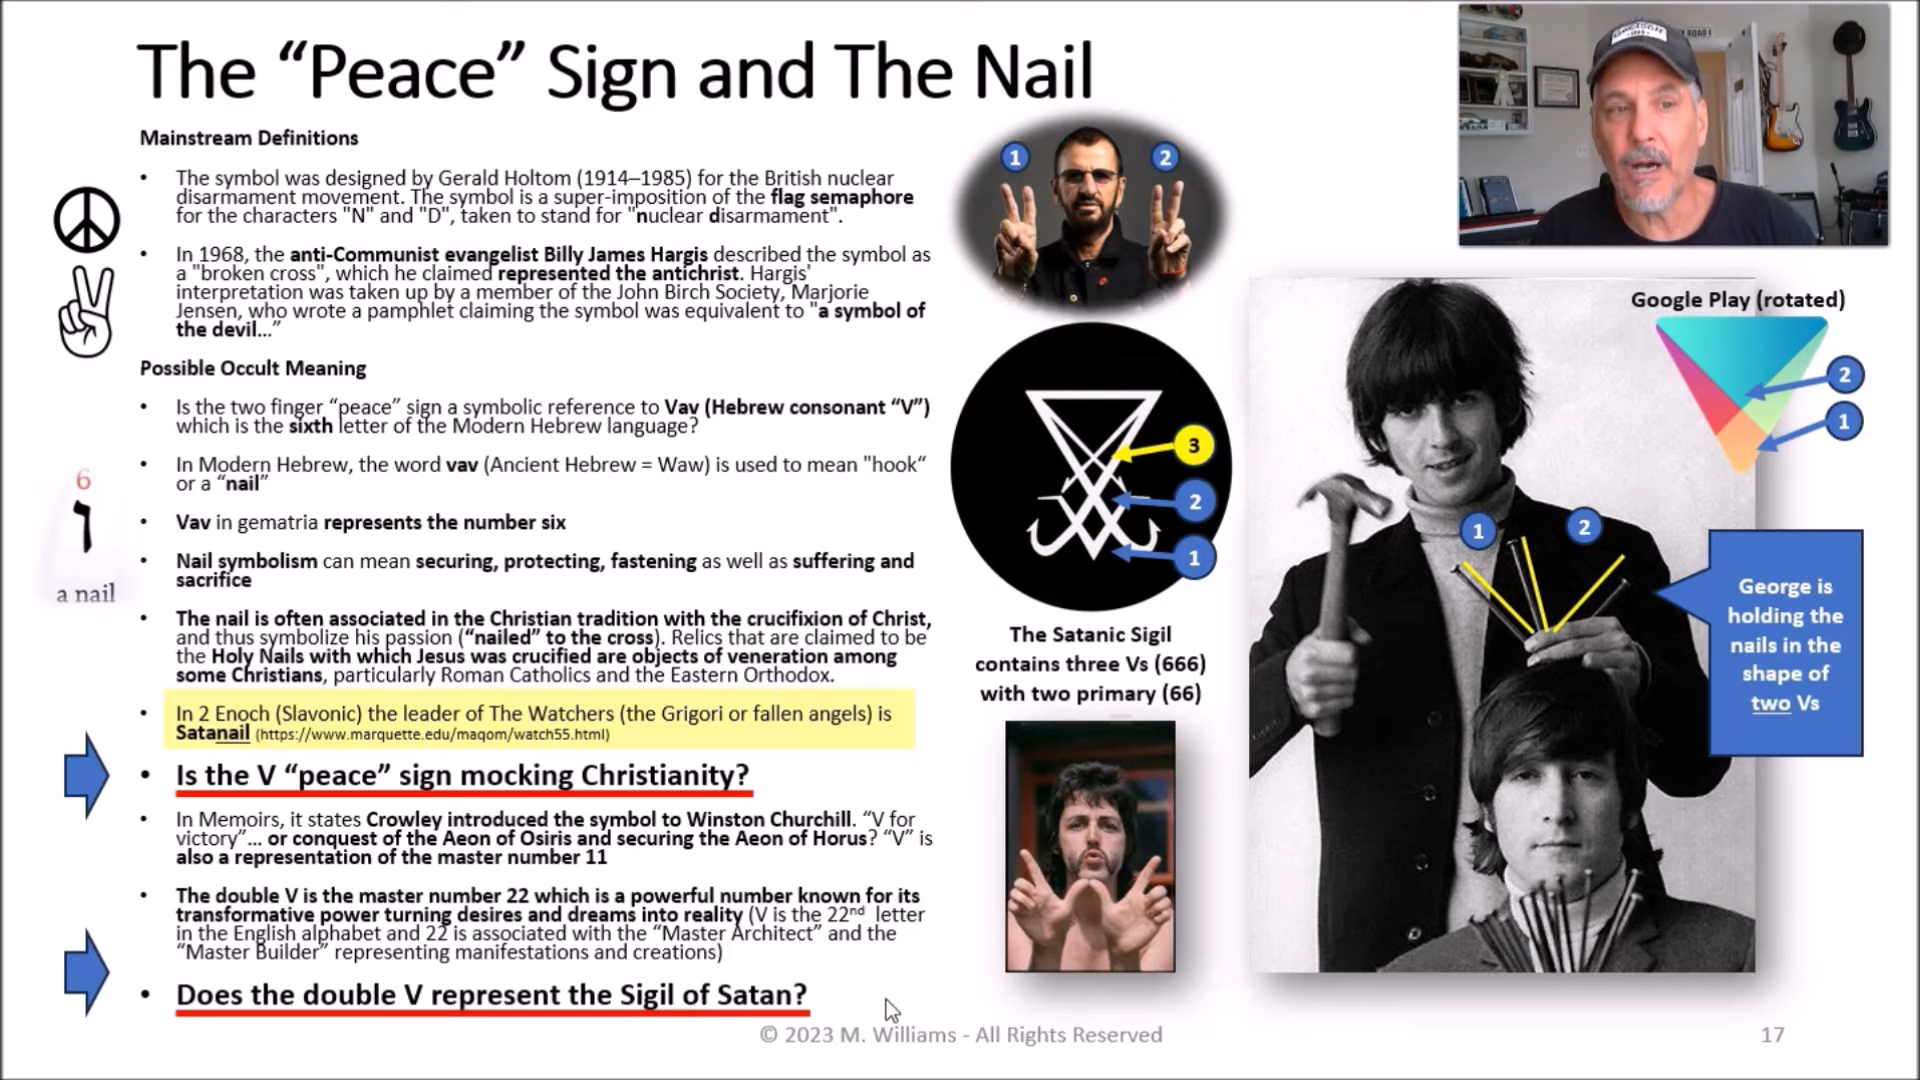 The “Peace” Sign and The Nail
Mainstream Definitions
• The symbol was designed by Gerald Holtom (1914–1985) for the British nuclear
disarmament movement. The symbol is a super-imposition of the flag semaphore
for the characters "N" and "D", taken to stand for "nuclear disarmament".
• In 1968, the anti-Communist evangelist Billy James Hargis described the symbol as
a "broken cross", which he claimed represented the antichrist. Hargis'
interpretation was taken up by a member of the John Birch Society, Marjorie
Jensen, who wrote a pamphlet claiming the symbol was equivalent to "a symbol of
the devil…”
Possible Occult Meaning
• Is the two finger “peace” sign a symbolic reference to Vav (Hebrew consonant “V”)
which is the sixth letter of the Modern Hebrew language?
• In Modern Hebrew, the word vav (Ancient Hebrew = Waw) is used to mean "hook“
or a “nail”
• Vav in gematria represents the number six
• Nail symbolism can mean securing, protecting, fastening as well as suffering and
sacrifice
• The nail is often associated in the Christian tradition with the crucifixion of Christ,
and thus symbolize his passion (“nailed” to the cross). Relics that are claimed to be
the Holy Nails with which Jesus was crucified are objects of veneration among
some Christians, particularly Roman Catholics and the Eastern Orthodox.
• In 2 Enoch (Slavonic) the leader of The Watchers (the Grigori or fallen angels) is
Satanail (https://www.marquette.edu/maqom/watch55.html)
• Is the V “peace” sign mocking Christianity?
• In Memoirs, it states Crowley introduced the symbol to Winston Churchill. “V for
victory”… or conquest of the Aeon of Osiris and securing the Aeon of Horus? “V” is
also a representation of the master number 11
• The double V is the master number 22 which is a powerful number known for its
transformative power turning desires and dreams into reality (V is the 22nd letter
in the English alphabet and 22 is associated with the “Master Architect” and the
“Master Builder” representing manifestations and creations)
• Does the double V represent the Sigil of Satan?
6
ו
a nail
1
2
3
2
1
The Satanic Sigil
contains three Vs (666)
with two primary (66)
Google Play (rotated)
2
1
1
2
George is
holding the
nails in the
shape of
two Vs
© 2023 M. Williams - All Rights Reserved
17